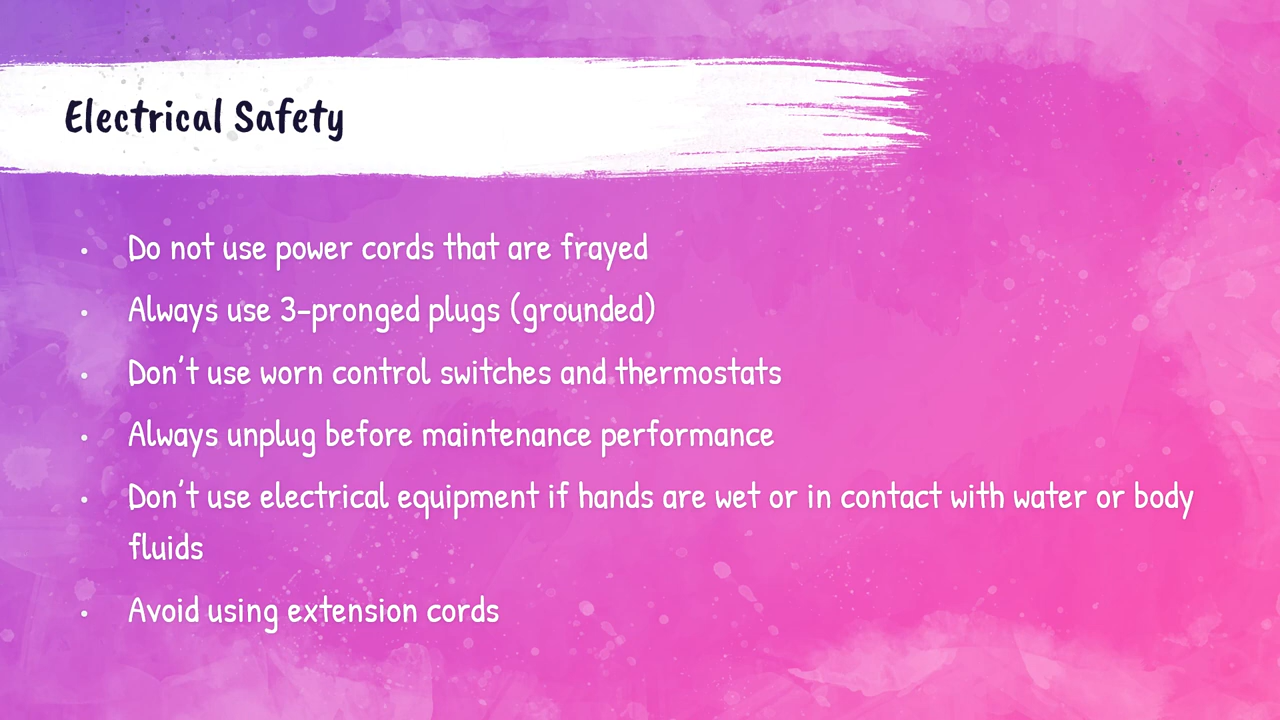 Electrical Safety
• Do not use power cords that are frayed
• Always use 3-pronged plugs (grounded)
• Don’t use worn control switches and thermostats
• Always unplug before maintenance performance
• Don’t use electrical equipment if hands are wet or in contact with water or body
fluids
• Avoid using extension cords